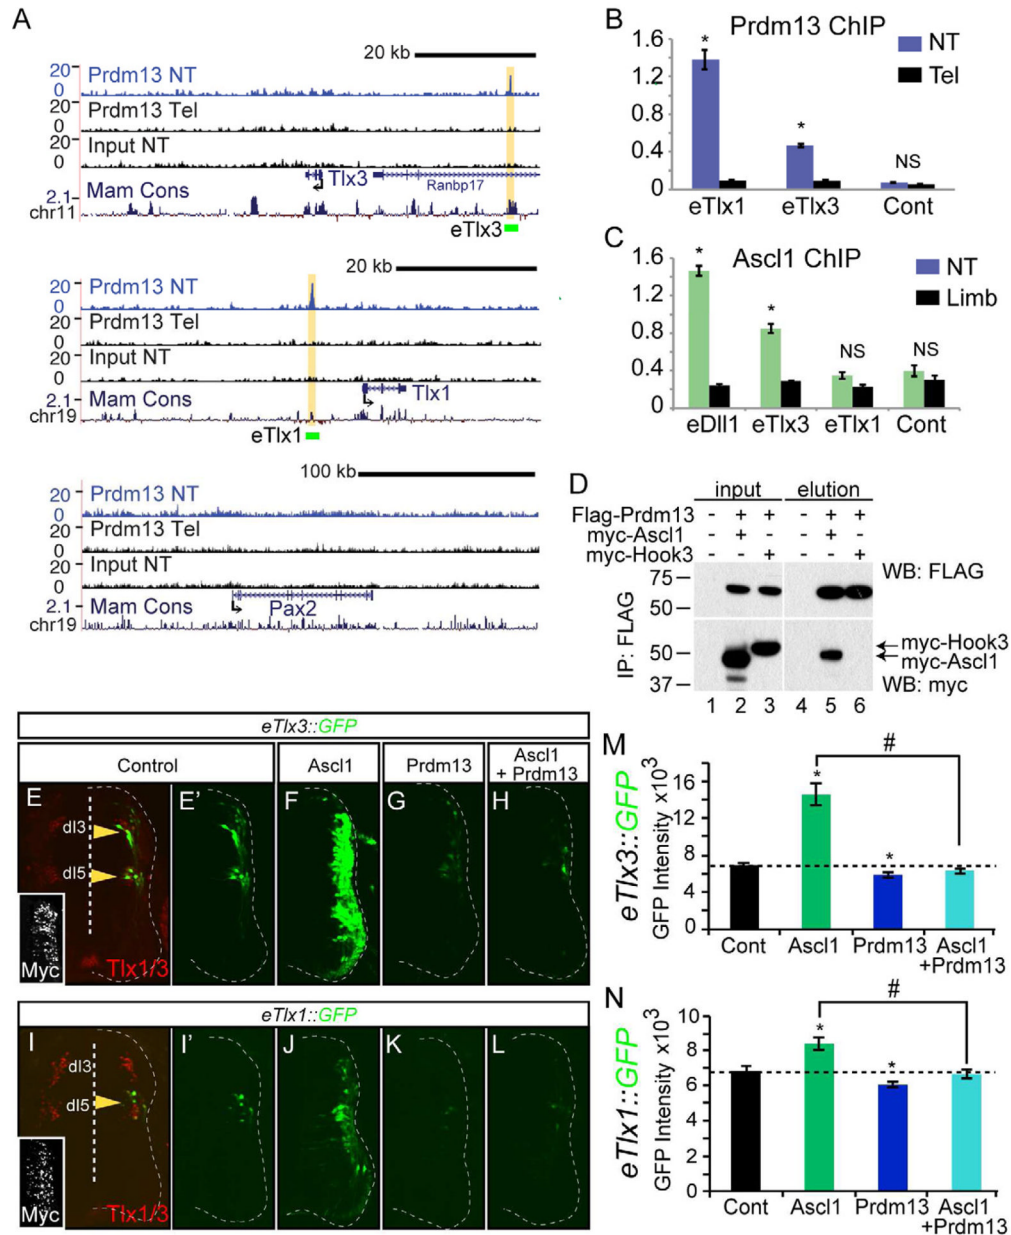 A
20 kb
20
0
Prdm13 NT
20
0
Prdm13 Tel
20
0
Input NT
Tlx3
Ranbp17
2.1
Mam Cons
chr11
eTlx3
20 kb
20
0
Prdm13 NT
20
0
Prdm13 Tel
20
0
Input NT
Tlx1
2.1
Mam Cons
chr19
eTlx1
100 kb
20
0
Prdm13 NT
20
0
Prdm13 Tel
20
0
Input NT
Pax2
2.1
Mam Cons
chr19
B
Prdm13 ChIP
NT
Tel
1.6
1.2
0.8
0.4
0
*
*
NS
eTlx1 eTlx3 Cont
C
Ascl1 ChIP
NT
Limb
1.6
1.2
0.8
0.4
0
*
*
NS
NS
eDll1 eTlx3 eTlx1 Cont
D
input elution
Flag-Prdm13 - + + - + +
myc-Ascl1 - + - - + -
myc-Hook3 - - + - - +
IP: FLAG
75
50
WB: FLAG
50
37
myc-Hook3
myc-Ascl1
WB: myc
1 2 3 4 5 6
eTlx3::GFP
Control Ascl1 Prdm13 Ascl1
+ Prdm13
E E' F G H
dI3
dI5
Myc
Tlx1/3
eTlx1::GFP
I I' J K L
dI3
dI5
Myc
Tlx1/3
M
eTlx3::GFP
GFP Intensity x10³
16
12
8
4
0
#
*
*
Cont Ascl1 Prdm13 Ascl1
+Prdm13
N
eTlx1::GFP
GFP Intensity x10³
10
8
6
4
2
0
#
*
*
Cont Ascl1 Prdm13 Ascl1
+Prdm13